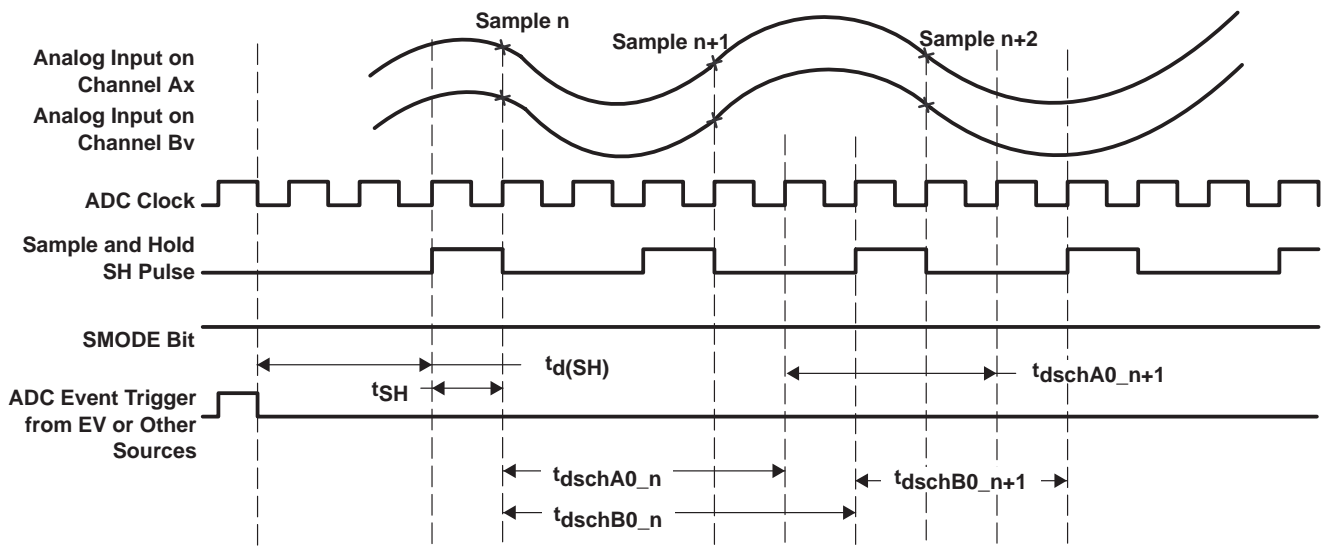 Sample n
Sample n+1
Sample n+2
Analog Input on
Channel Ax
Analog Input on
Channel Bv
ADC Clock
Sample and Hold
SH Pulse
SMODE Bit
td(SH)
tdschA0_n+1
tSH
ADC Event Trigger
from EV or Other
Sources
tdschA0_n
tdschB0_n+1
tdschB0_n